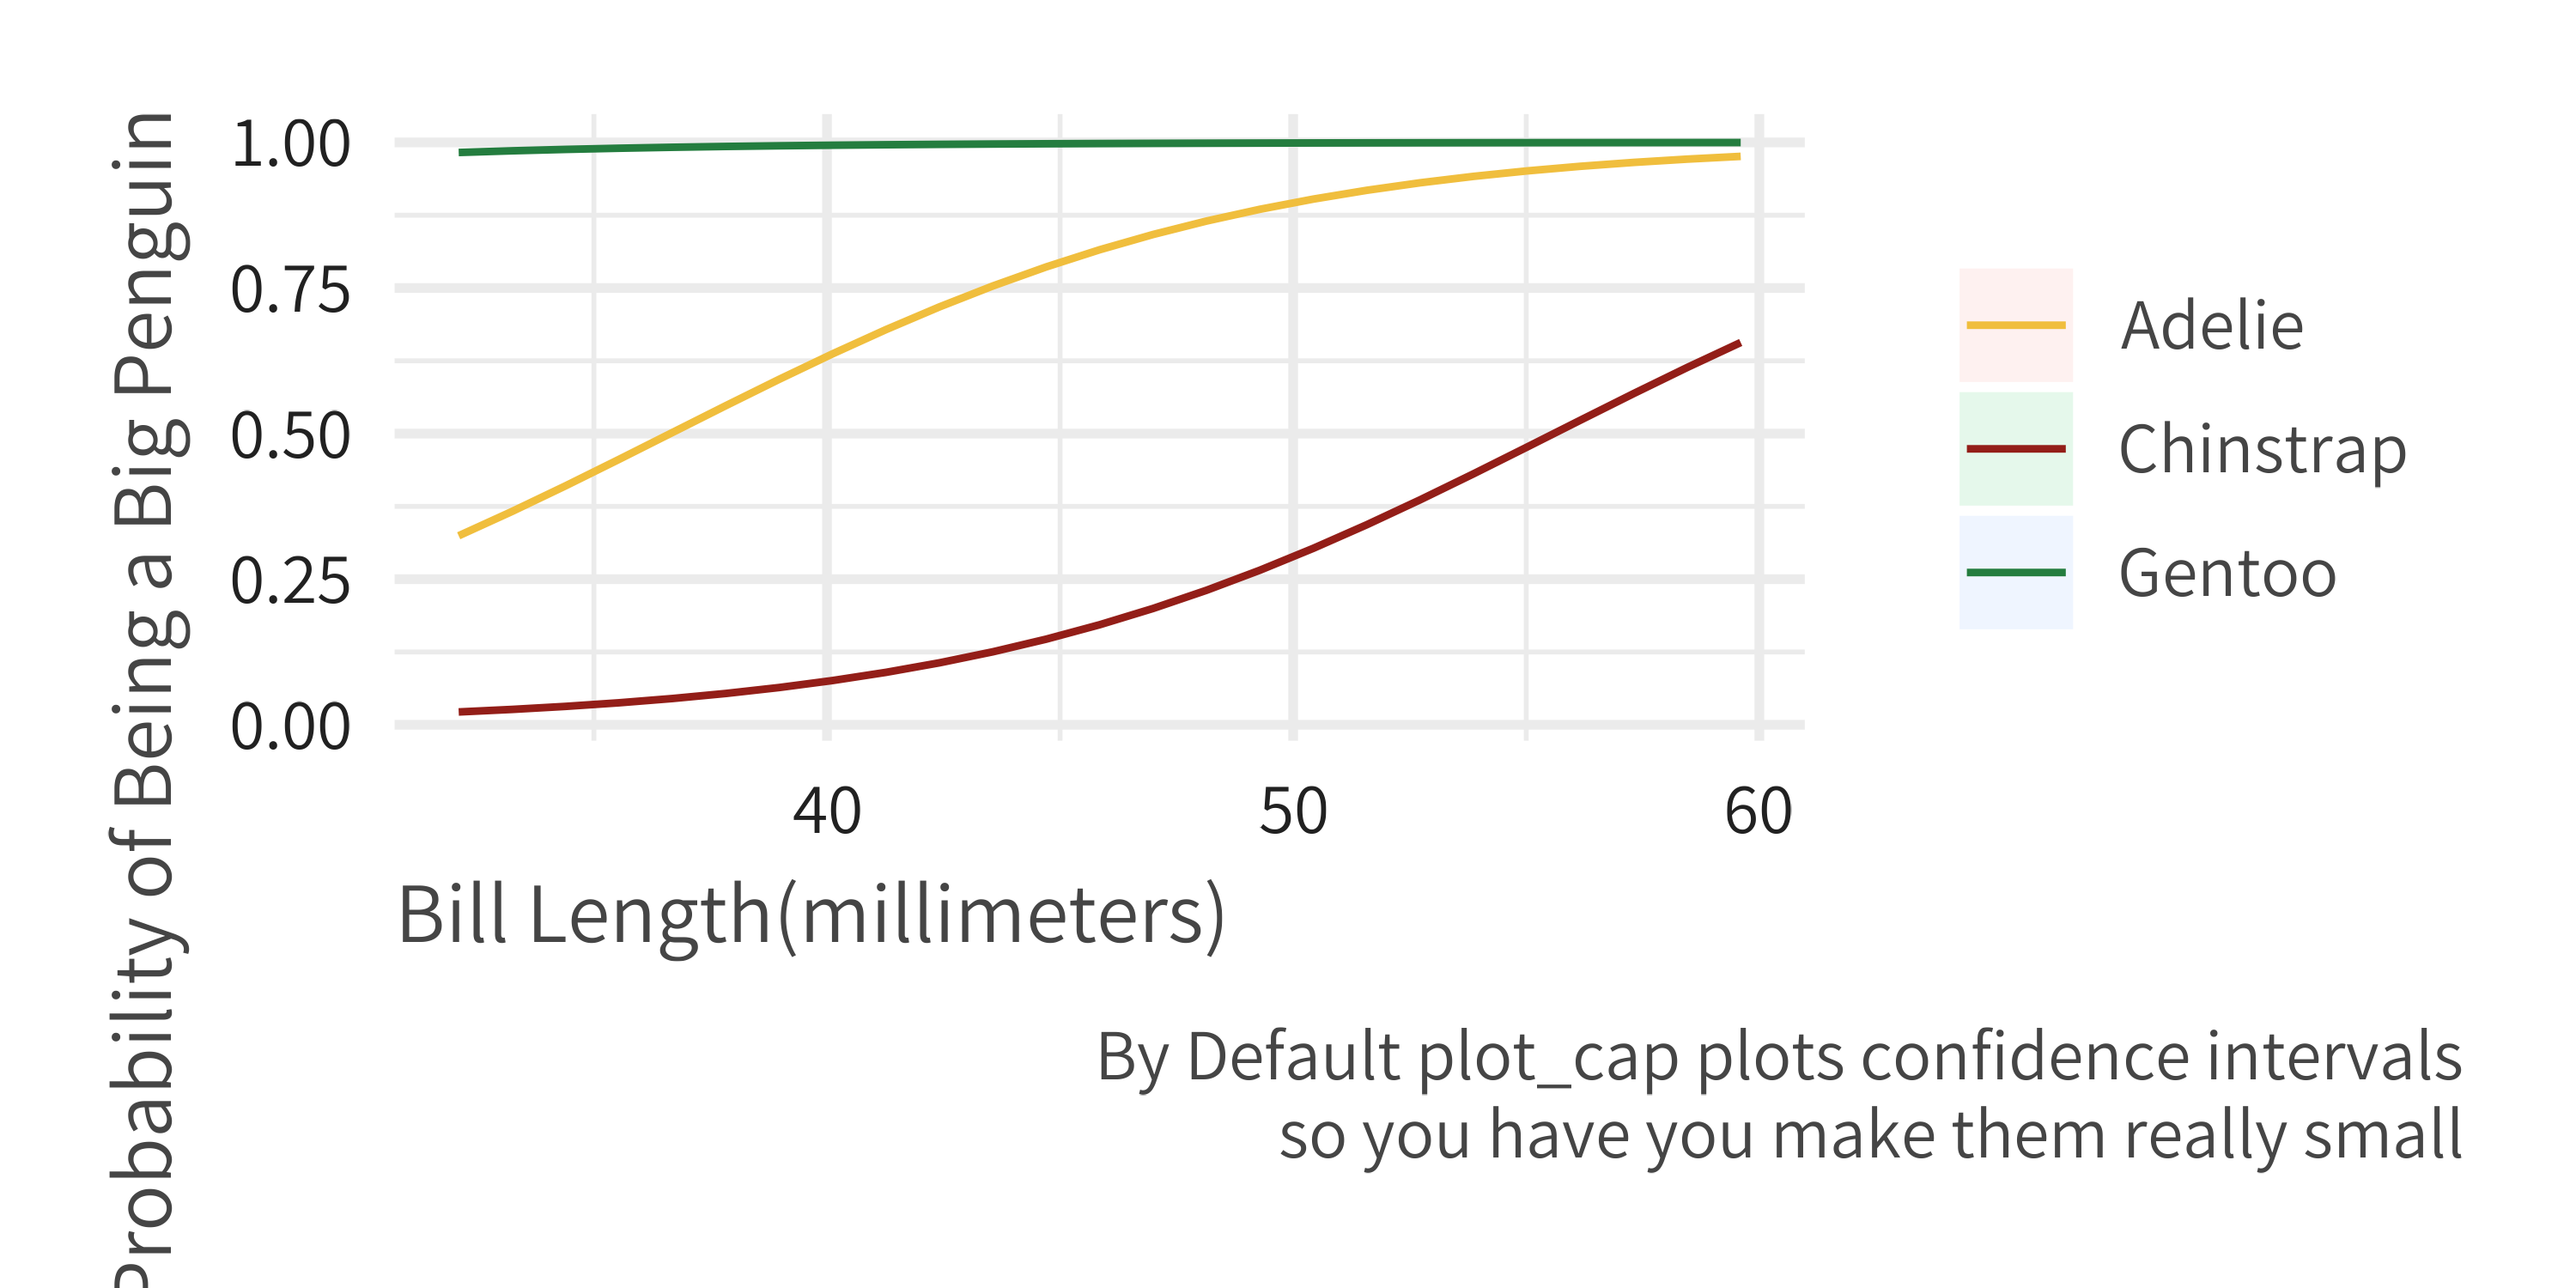 Probability of Being a Big Penguin
1.00
0.75
0.50
0.25
0.00
40 50 60
Bill Length(millimeters)
Adelie
Chinstrap
Gentoo
By Default plot_cap plots confidence intervals
so you have you make them really small